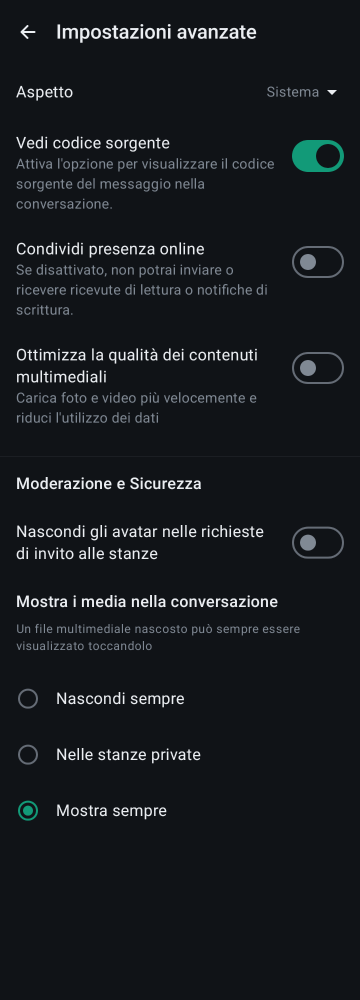 Impostazioni avanzate
Aspetto
Sistema
Vedi codice sorgente
Attiva l'opzione per visualizzare il codice
sorgente del messaggio nella
conversazione.
Condividi presenza online
Se disattivato, non potrai inviare o
ricevere ricevute di lettura o notifiche di
scrittura.
Ottimizza la qualità dei contenuti
multimediali
Carica foto e video più velocemente e
riduci l'utilizzo dei dati
Moderazione e Sicurezza
Nascondi gli avatar nelle richieste
di invito alle stanze
Mostra i media nella conversazione
Un file multimediale nascosto può sempre essere
visualizzato toccandolo
Nascondi sempre
Nelle stanze private
Mostra sempre